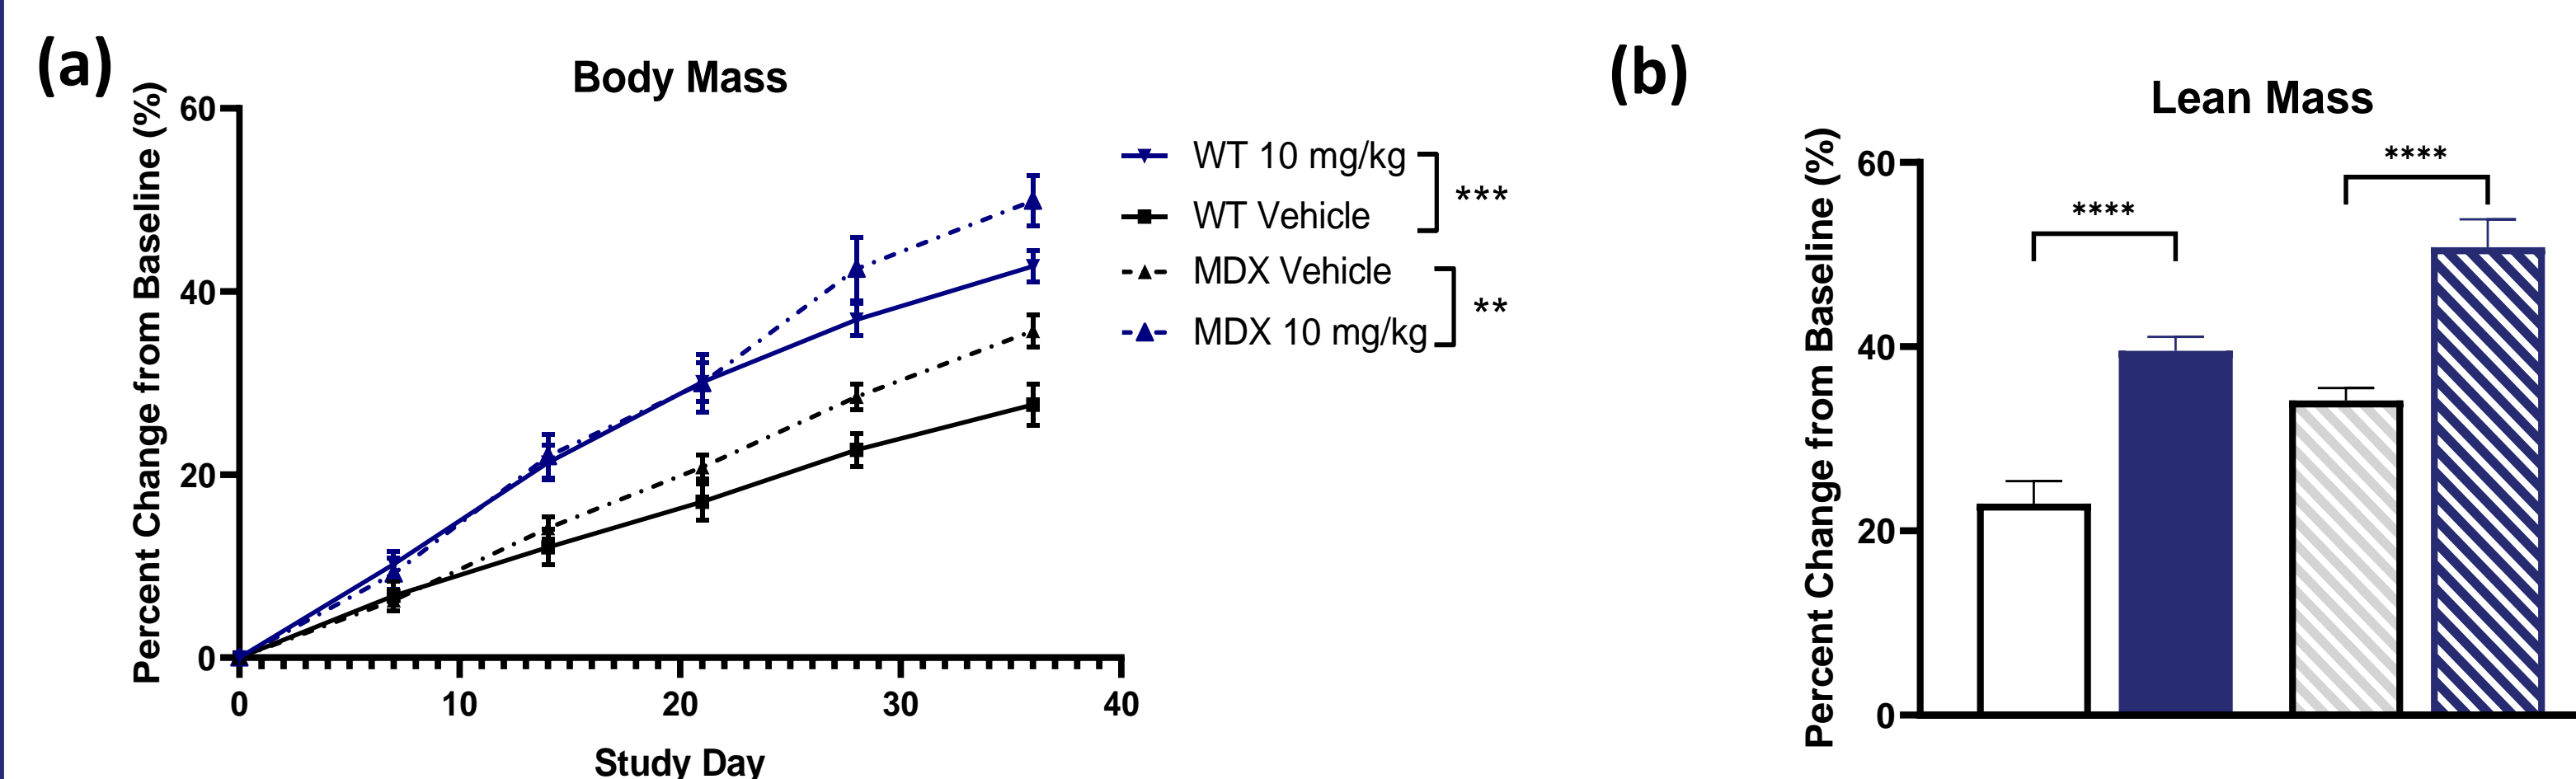 (a)
Body Mass
Percent Change from Baseline (%)
60
40
20
0
0 10 20 30 40
Study Day
WT 10 mg/kg
WT Vehicle
***
MDX Vehicle
MDX 10 mg/kg
**
(b)
Lean Mass
Percent Change from Baseline (%)
60
40
20
0
****
****